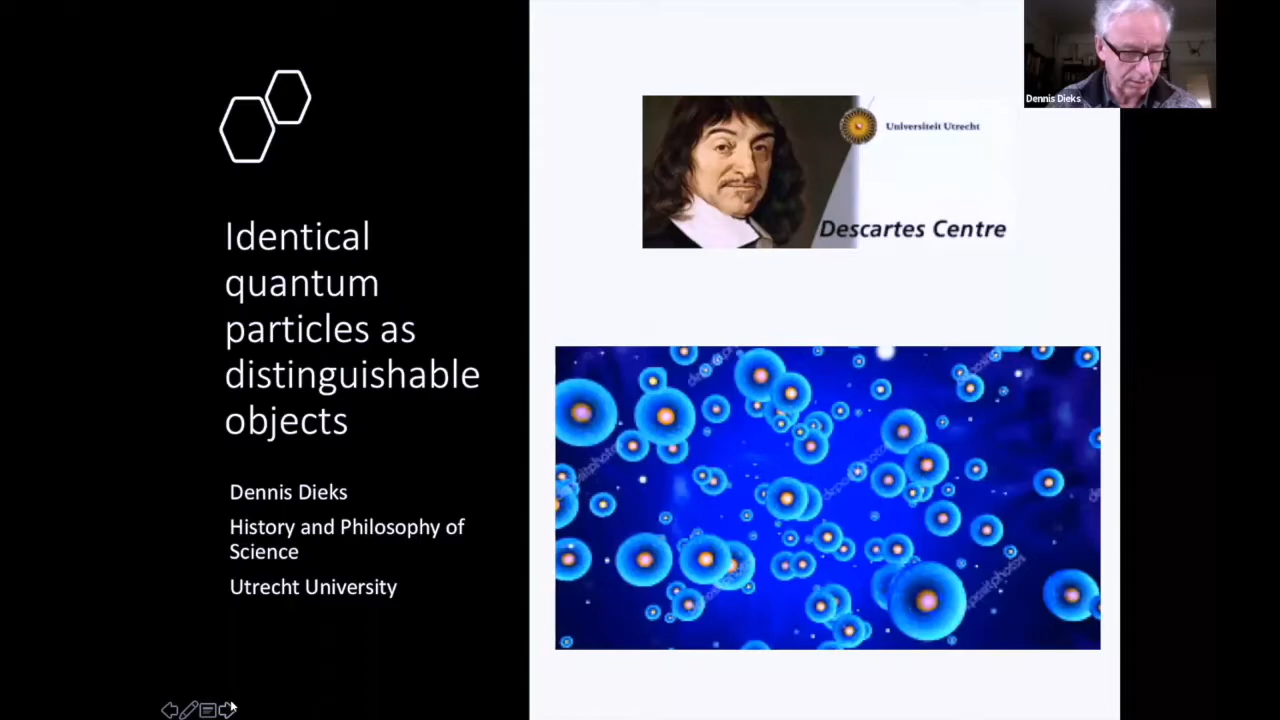 Identical
quantum
particles as
distinguishable
objects
Dennis Dieks
History and Philosophy of
Science
Utrecht University
Universiteit Utrecht
Descartes Centre
Dennis Dieks
depositphotos